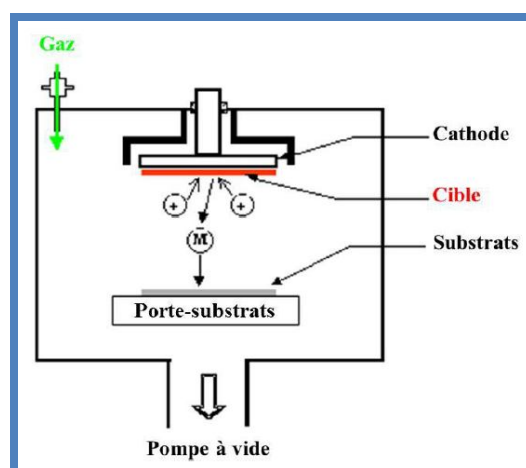 Gaz
Cathode
Cible
+ +
M
Substrats
Porte-substrats
Pompe à vide